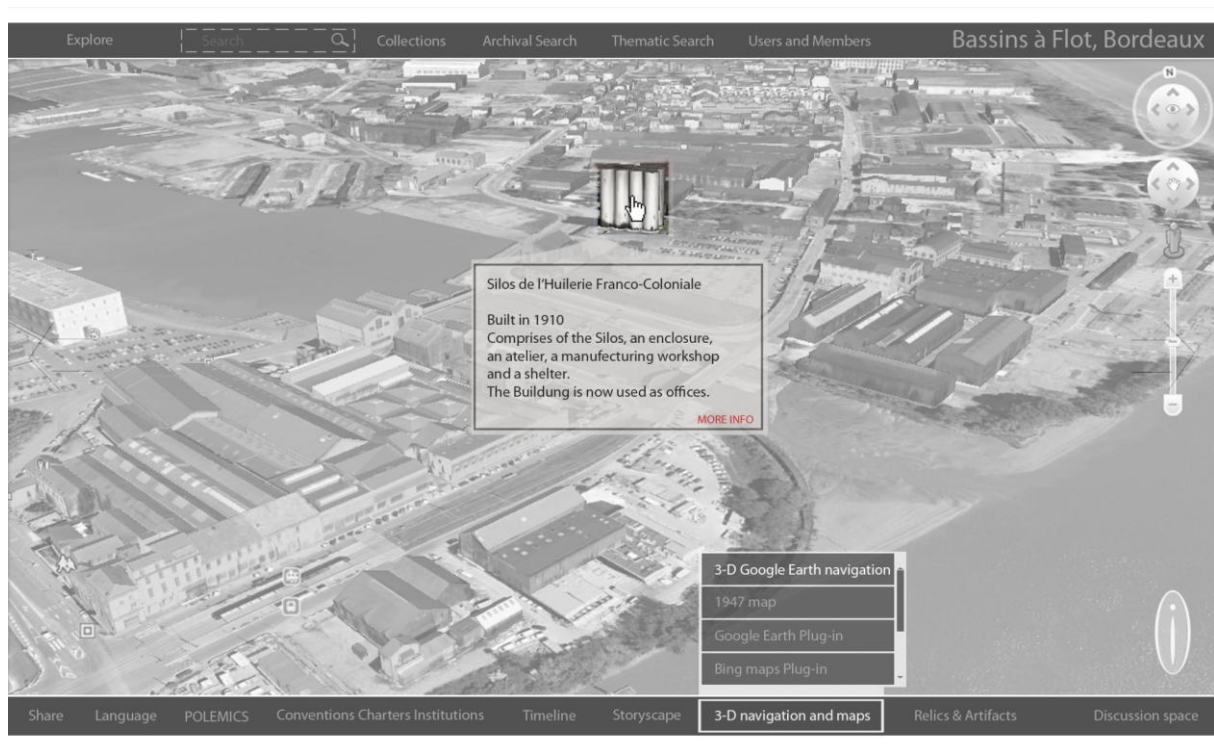 Explore Search Collections Archival Search Thematic Search Users and Members Bassins à Flot, Bordeaux
N
Silos de l'Huilerie Franco-Coloniale
Built in 1910
Comprises of the Silos, an enclosure,
an atelier, a manufecturing workshop
and a shelter.
The Buildung is now used as offices.
MORE INFO
3-D Google Earth navigation
1947 map
Google Earth Plug-in
Bing maps Plug-in
Share Language POLEMICS Conventions Charters Institutions Timeline Storyscape 3-D navigation and maps Relics & Artifacts Discussion space